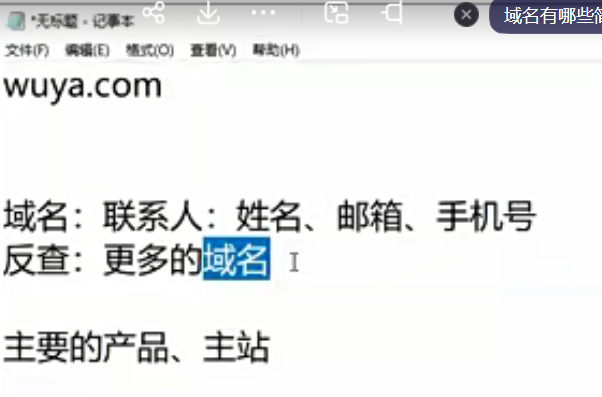 域名有哪些简
*无标题 - 记事本
文件(F) 编辑(E) 格式(O) 查看(V) 帮助(H)
wuya.com
域名：联系人：姓名、邮箱、手机号
反查：更多的域名
主要的产品、主站